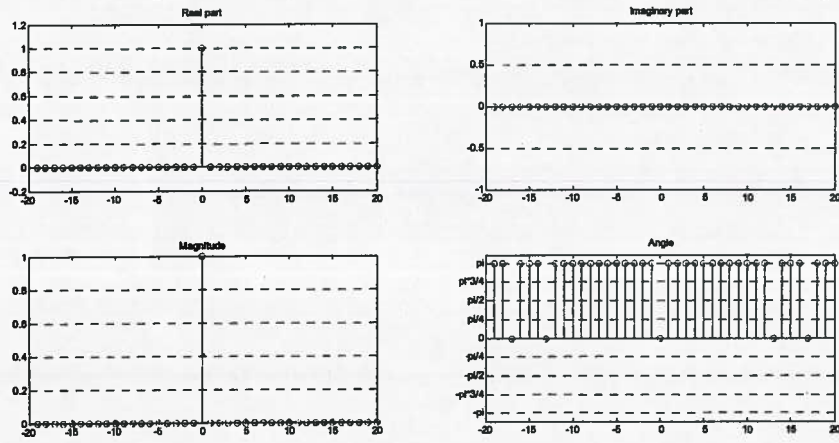 Real part
1.2
1
0.8
0.6
0.4
0.2
0
-0.2
-20 -15 -10 -5 0 5 10 15 20
Imaginary part
1
0.5
0
-0.5
-1
-20 -15 -10 -5 0 5 10 15 20
Magnitude
1
0.8
0.6
0.4
0.2
0
-20 -15 -10 -5 0 5 10 15 20
Angle
pi
pi*3/4
pi/2
pi/4
0
-pi/4
-pi/2
-pi*3/4
-pi
-20 -15 -10 -5 0 5 10 15 20